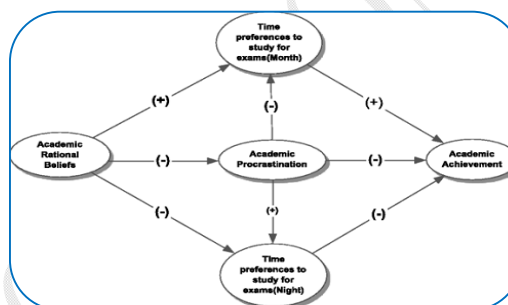 Time
preferences to
study for
exams(Month)
(+)
(-)
(+)
Academic
Rational
Beliefs
(-)
Academic
Procrastination
(-)
Academic
Achievement
(-)
(+)
(-)
Time
preferences to
study for
exams(Night)